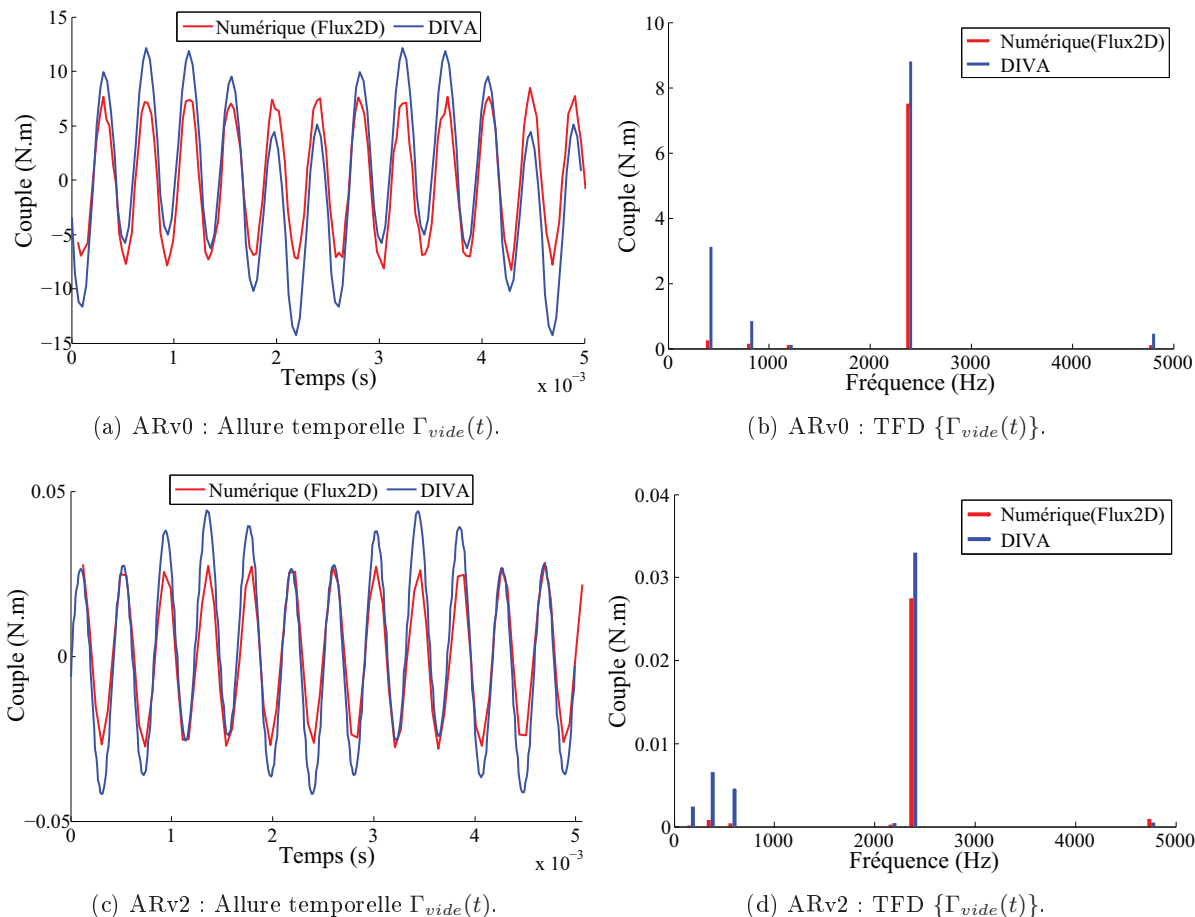 Numérique (Flux2D) DIVA
Couple (N.m)
15
10
5
0
−5
−10
−15
0 1 2 3 4 5
Temps (s)
x 10⁻³
(a) ARv0 : Allure temporelle Γvide(t).
Numérique(Flux2D)
DIVA
Couple (N.m)
10
8
6
4
2
0
0 1000 2000 3000 4000 5000
Fréquence (Hz)
(b) ARv0 : TFD {Γvide(t)}.
Numérique (Flux2D) DIVA
Couple (N.m)
0.05
0
−0.05
0 1 2 3 4 5
Temps (s)
x 10⁻³
(c) ARv2 : Allure temporelle Γvide(t).
Numérique(Flux2D)
DIVA
Couple (N.m)
0.04
0.03
0.02
0.01
0
0 1000 2000 3000 4000 5000
Fréquence (Hz)
(d) ARv2 : TFD {Γvide(t)}.